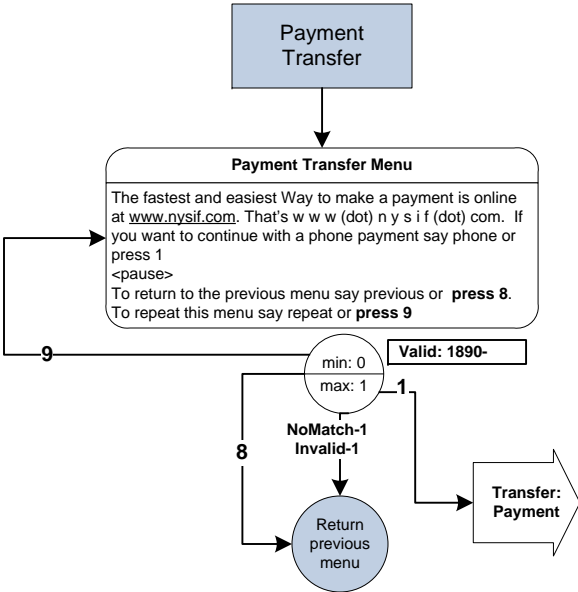 Payment
Transfer
Payment Transfer Menu
The fastest and easiest Way to make a payment is online
at www.nysif.com. That's w w w (dot) n y s i f (dot) com. If
you want to continue with a phone payment say phone or
press 1
<pause>
To return to the previous menu say previous or press 8.
To repeat this menu say repeat or press 9
9
min: 0
max: 1
Valid: 1890-
1
NoMatch-1
Invalid-1
8
Transfer:
Payment
Return
previous
menu